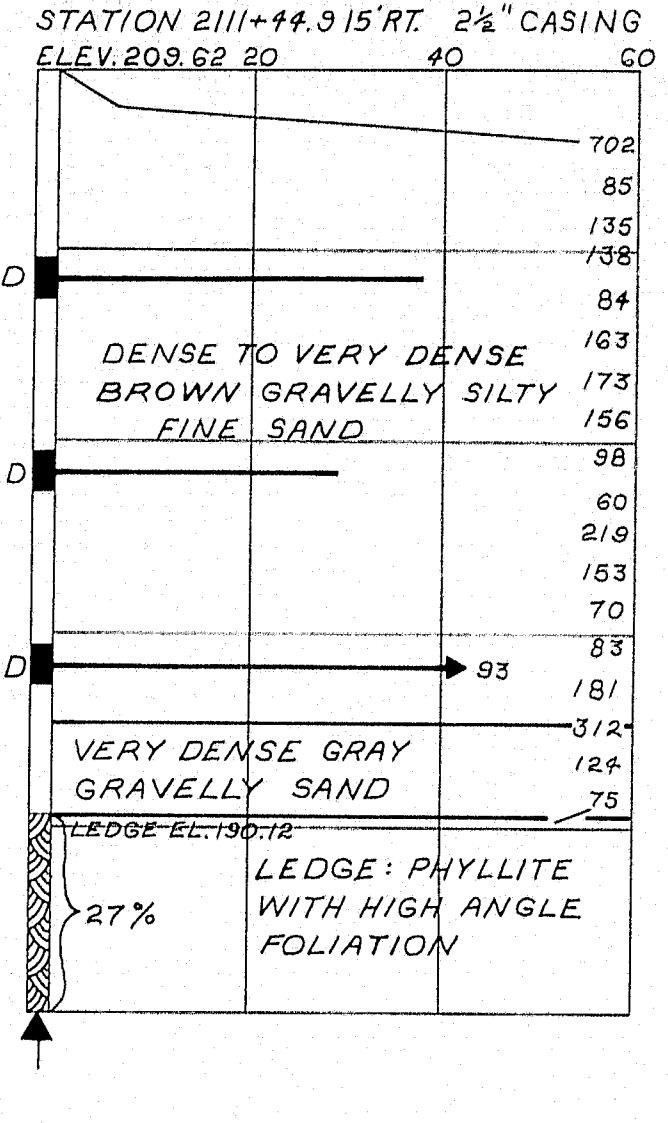 STATION 2111+44.9 15'RT. 2½" CASING
ELEV. 209.62 20 40 60
702
85
135
138
D
84
163
DENSE TO VERY DENSE
173
BROWN GRAVELLY SILTY
156
FINE SAND
98
D
60
219
153
70
83
D
93
181
312
VERY DENSE GRAY
124
GRAVELLY SAND
75
LEDGE EL. 190.12
LEDGE: PHYLLITE
27%
WITH HIGH ANGLE
FOLIATION